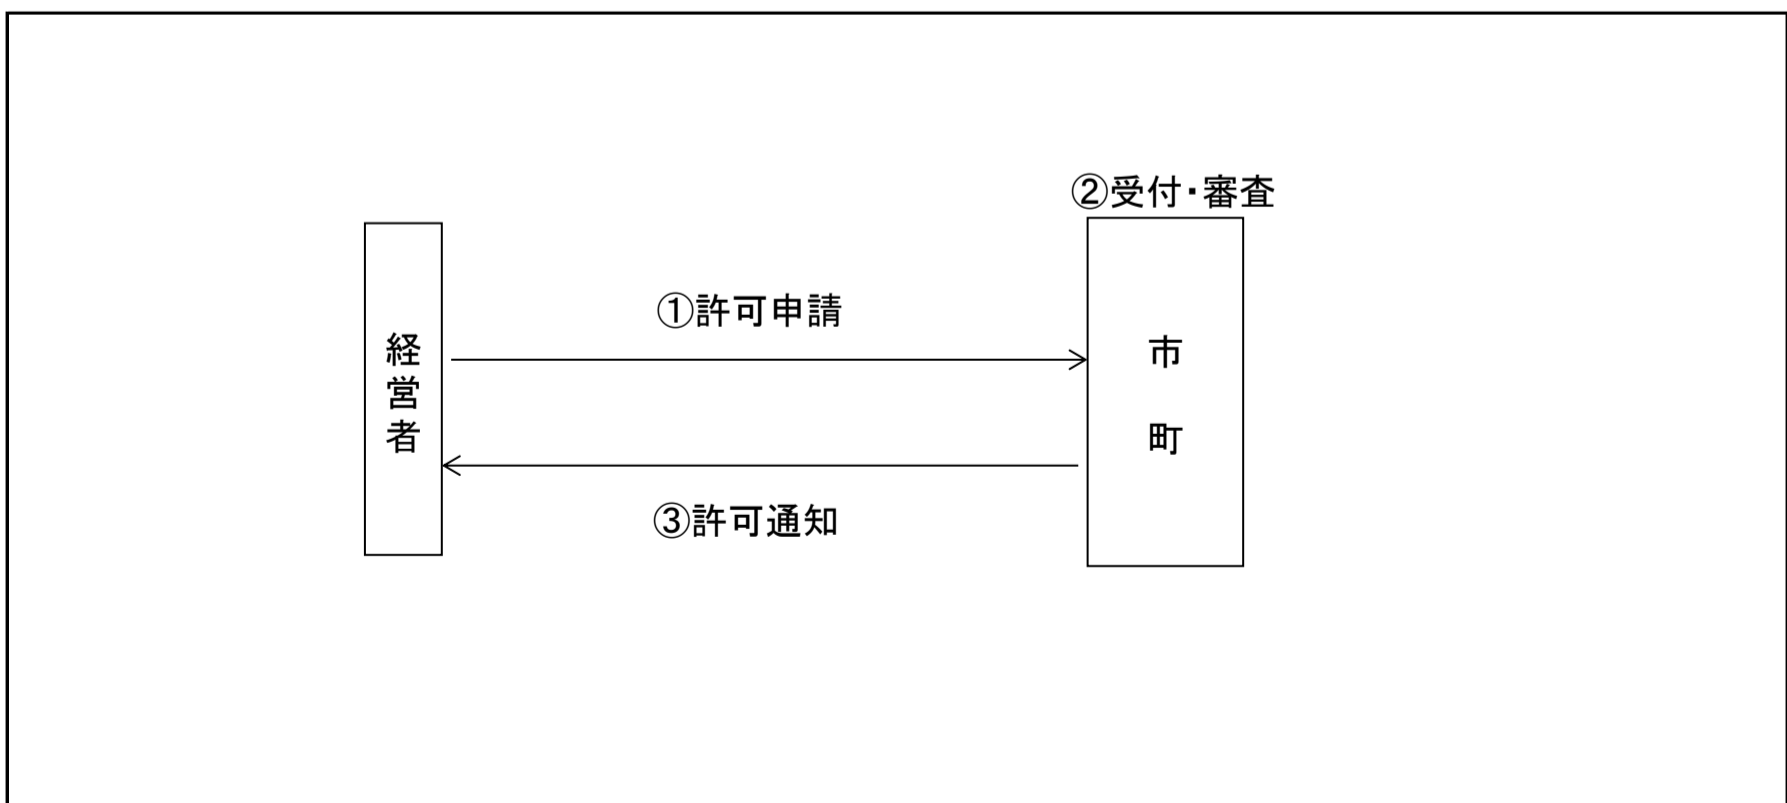 ②受付・審査
①許可申請
経営者
市町
③許可通知